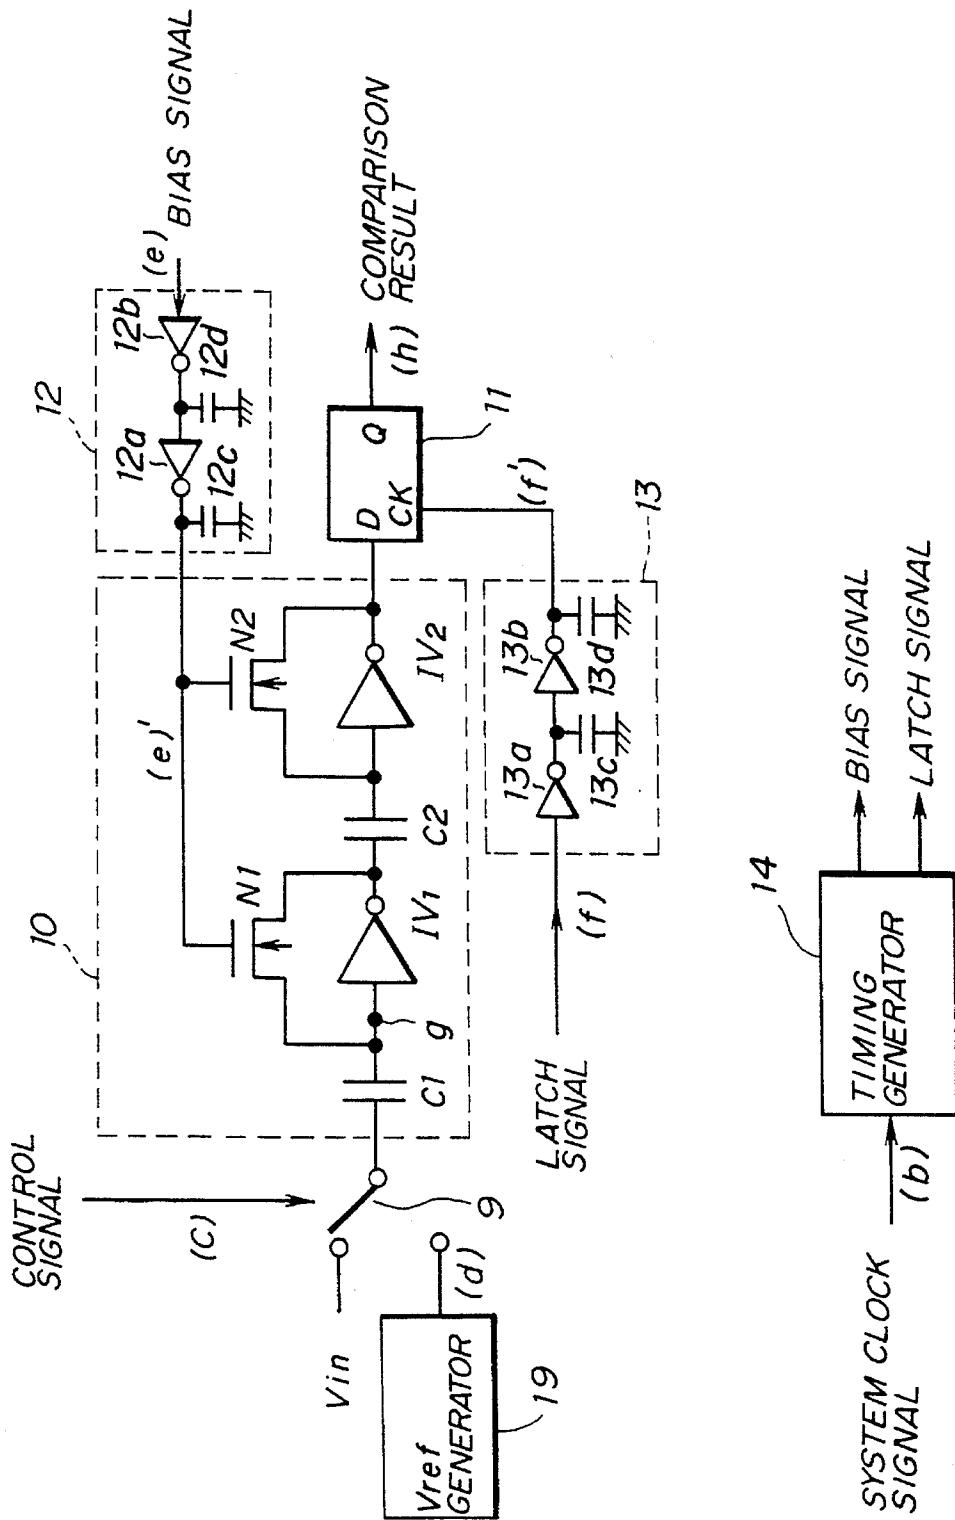 CONTROL
SIGNAL
(C)
Vin
Vref
GENERATOR
19
(d)
9
10
C1
g
N1
IV1
C2
N2
IV2
(e)'
12
12a
12b
12c
12d
(e)
BIAS SIGNAL
D
Q
CK
11
(h)
COMPARISON
RESULT
(f')
13
13a
13b
13c
13d
(f)
LATCH
SIGNAL
SYSTEM CLOCK
SIGNAL
(b)
TIMING
GENERATOR
14
BIAS SIGNAL
LATCH SIGNAL